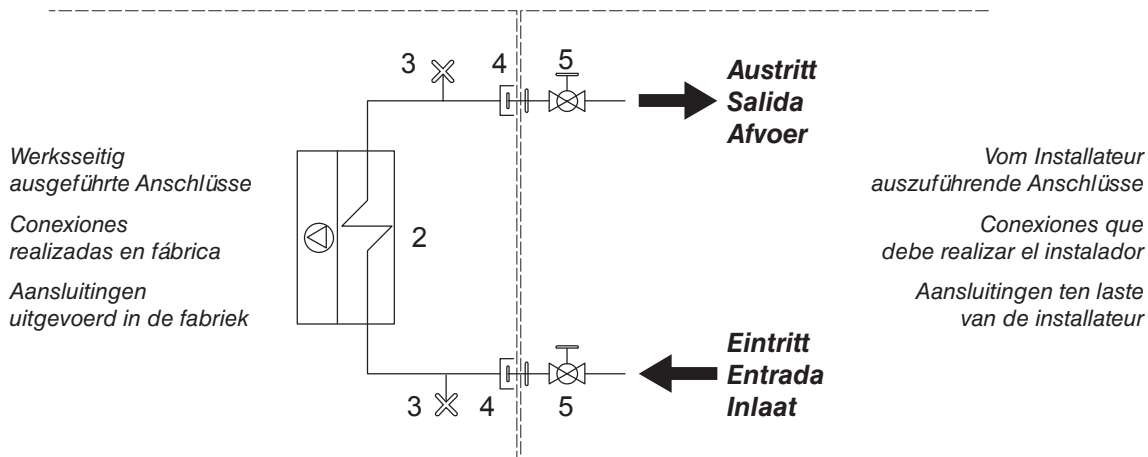 3
4
5
Austritt
Salida
Afvoer
Werksseitig
ausgeführte Anschlüsse
Conexiones
realizadas en fábrica
Aansluitingen
uitgevoerd in de fabriek
2
Vom Installateur
auszuführende Anschlüsse
Conexiones que
debe realizar el instalador
Aansluitingen ten laste
van de installateur
Eintritt
Entrada
Inlaat
3
4
5